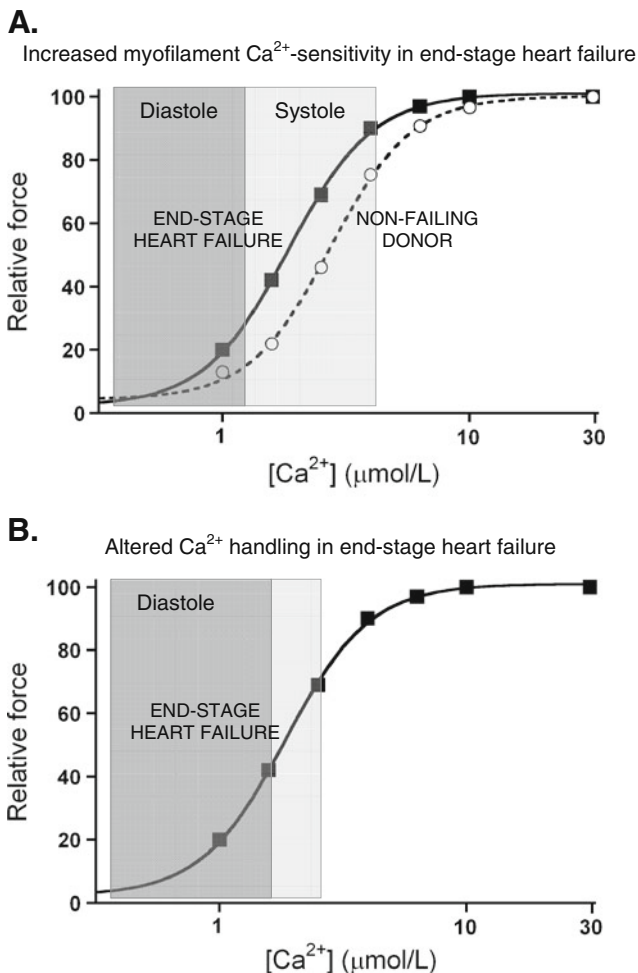 A.
Increased myofilament Ca²⁺-sensitivity in end-stage heart failure
100
80
60
40
20
0
Relative force
Diastole
Systole
END-STAGE
HEART FAILURE
NON-FAILING
DONOR
1
10
30
[Ca²⁺] (μmol/L)
B.
Altered Ca²⁺ handling in end-stage heart failure
100
80
60
40
20
0
Relative force
Diastole
END-STAGE
HEART FAILURE
1
10
30
[Ca²⁺] (μmol/L)